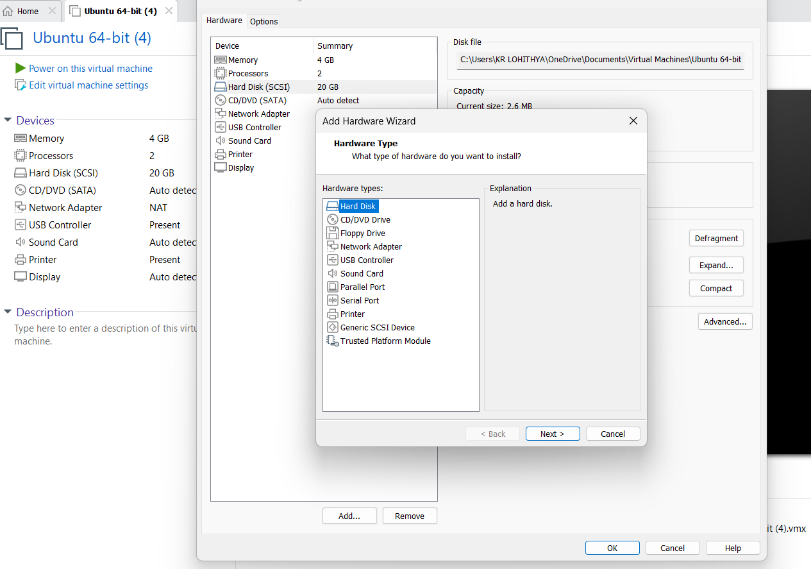 Home
Ubuntu 64-bit (4)
Ubuntu 64-bit (4)
Power on this virtual machine
Edit virtual machine settings
Devices
Memory 4 GB
Processors 2
Hard Disk (SCSI) 20 GB
CD/DVD (SATA) Auto detec
Network Adapter NAT
USB Controller Present
Sound Card Auto detec
Printer Present
Display Auto detec
Description
Type here to enter a description of this virtu
machine.
Hardware Options
Device Summary
Memory 4 GB
Processors 2
Hard Disk (SCSI) 20 GB
CD/DVD (SATA) Auto detect
Network Adapter
USB Controller
Sound Card
Printer
Display
Add... Remove
Disk file
C:\Users\KR LOHITHYA\OneDrive\Documents\Virtual Machines\Ubuntu 64-bit
Capacity
Current size: 2.6 MB
Defragment
Expand...
Compact
Advanced...
Add Hardware Wizard
Hardware Type
What type of hardware do you want to install?
Hardware types:
Hard Disk
CD/DVD Drive
Floppy Drive
Network Adapter
USB Controller
Sound Card
Parallel Port
Serial Port
Printer
Generic SCSI Device
Trusted Platform Module
Explanation
Add a hard disk.
< Back Next > Cancel
OK Cancel Help
it (4).vmx